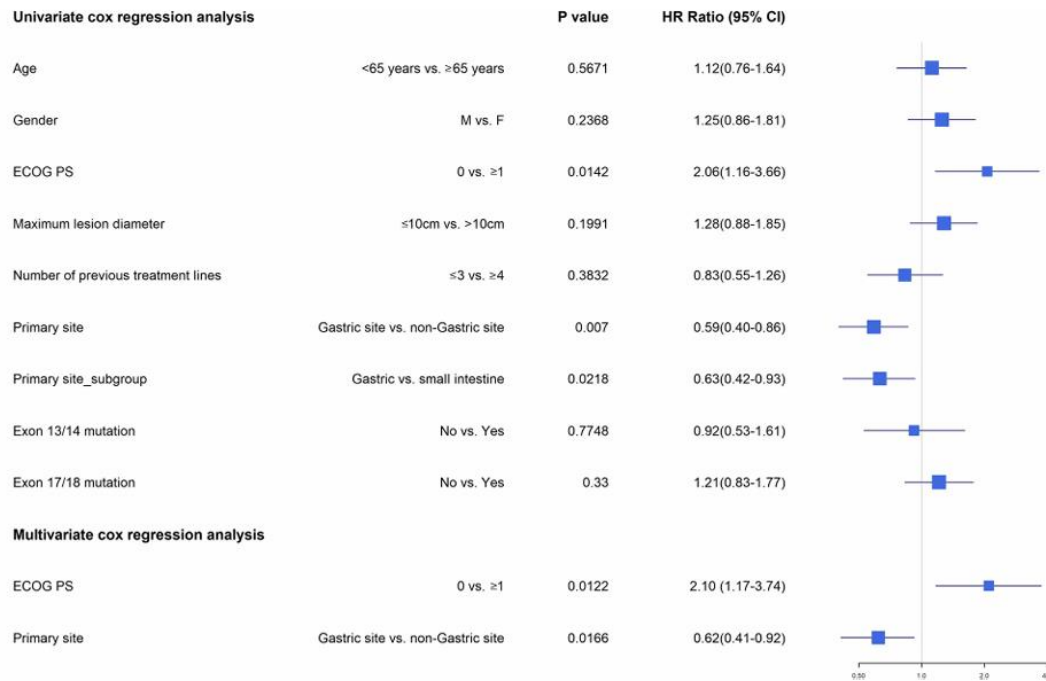 Univariate cox regression analysis P value HR Ratio (95% CI)
Age <65 years vs. ≥65 years 0.5671 1.12(0.76-1.64)
Gender M vs. F 0.2368 1.25(0.86-1.81)
ECOG PS 0 vs. ≥1 0.0142 2.06(1.16-3.66)
Maximum lesion diameter ≤10cm vs. >10cm 0.1991 1.28(0.88-1.85)
Number of previous treatment lines ≤3 vs. ≥4 0.3832 0.83(0.55-1.26)
Primary site Gastric site vs. non-Gastric site 0.007 0.59(0.40-0.86)
Primary site_subgroup Gastric vs. small intestine 0.0218 0.63(0.42-0.93)
Exon 13/14 mutation No vs. Yes 0.7748 0.92(0.53-1.61)
Exon 17/18 mutation No vs. Yes 0.33 1.21(0.83-1.77)
Multivariate cox regression analysis
ECOG PS 0 vs. ≥1 0.0122 2.10 (1.17-3.74)
Primary site Gastric site vs. non-Gastric site 0.0166 0.62(0.41-0.92)
0.50 1.0 2.0 4